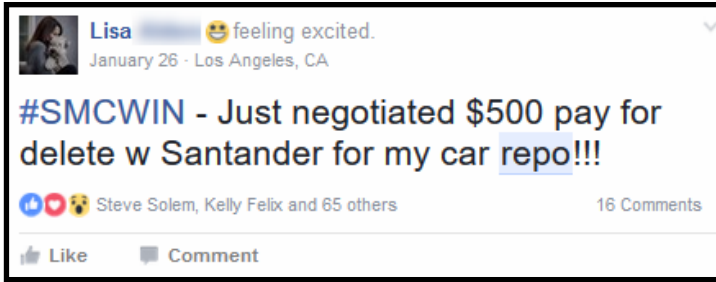 Lisa feeling excited.
January 26 · Los Angeles, CA
#SMCWIN - Just negotiated $500 pay for
delete w Santander for my car repo!!!
Steve Solem, Kelly Felix and 65 others 16 Comments
Like Comment